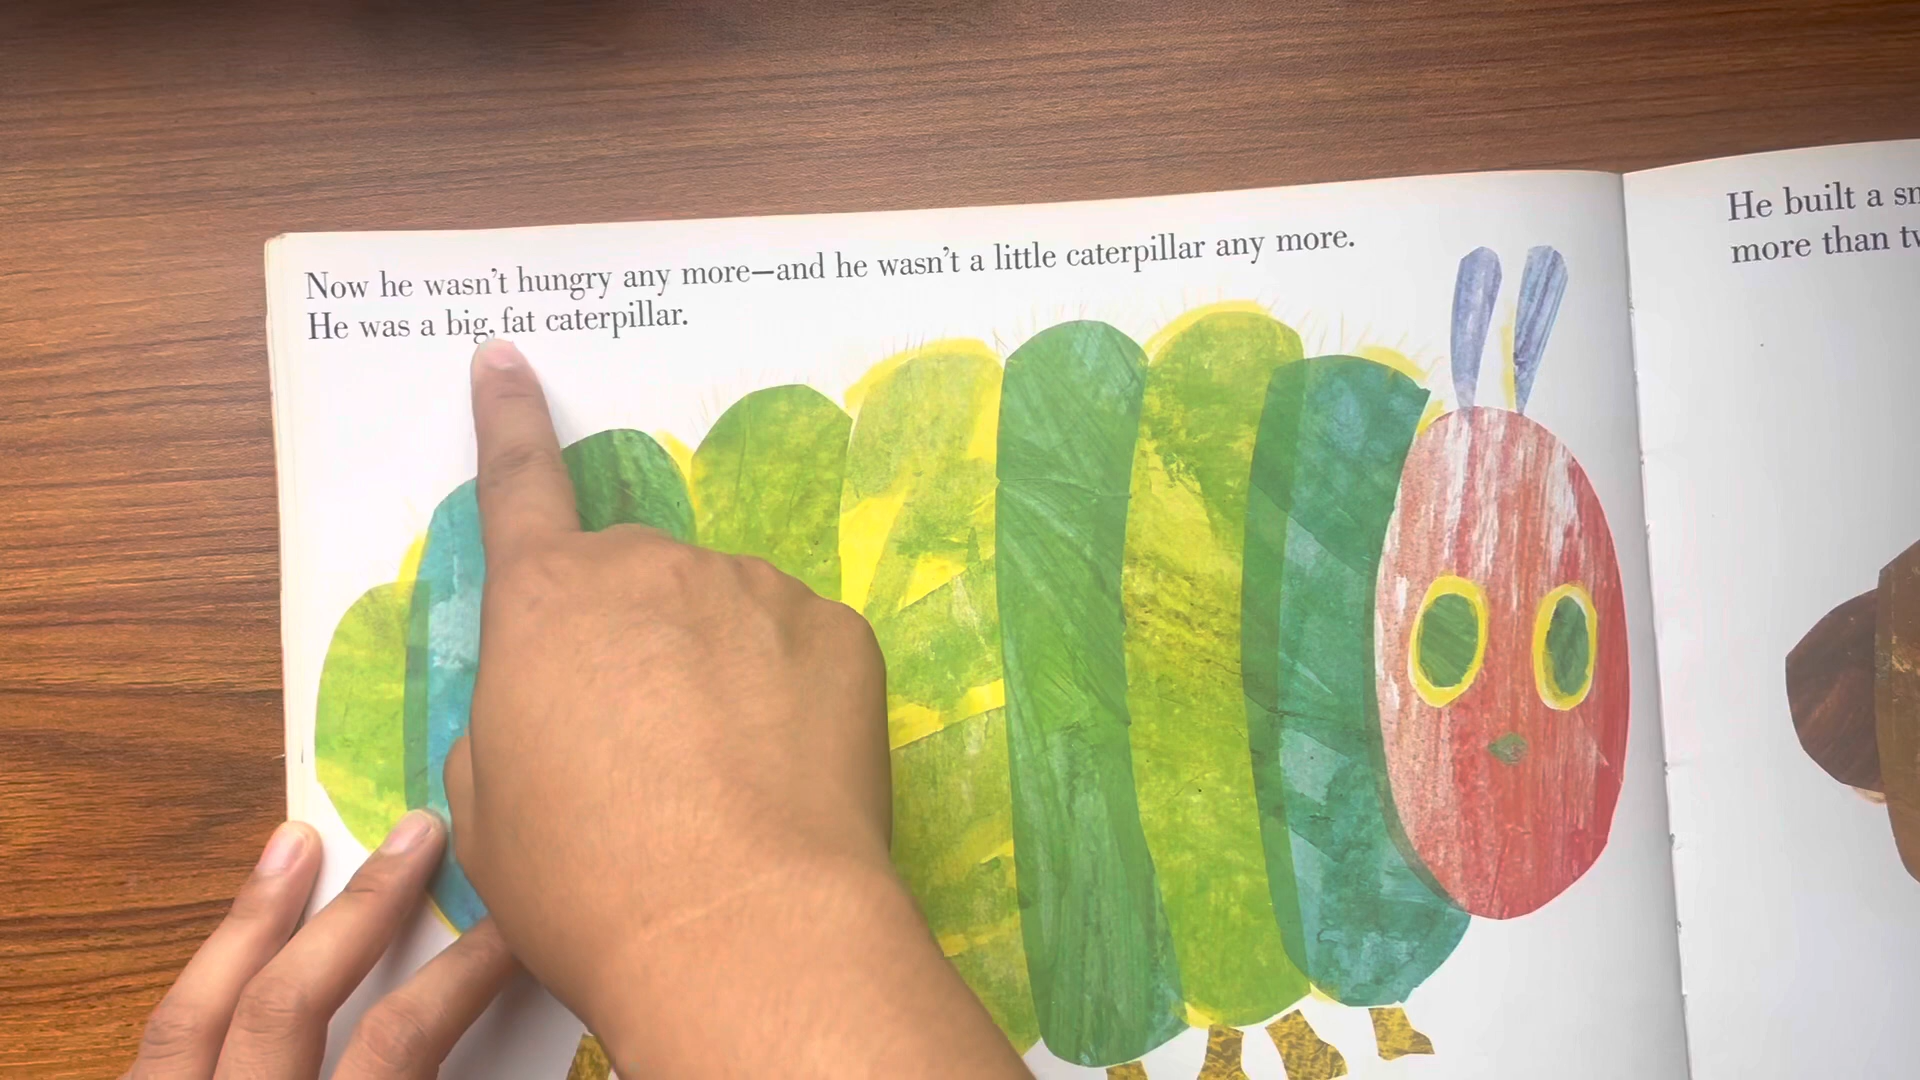 Now he wasn't hungry any more—and he wasn't a little caterpillar any more.
He was a big, fat caterpillar.
He built a
more than